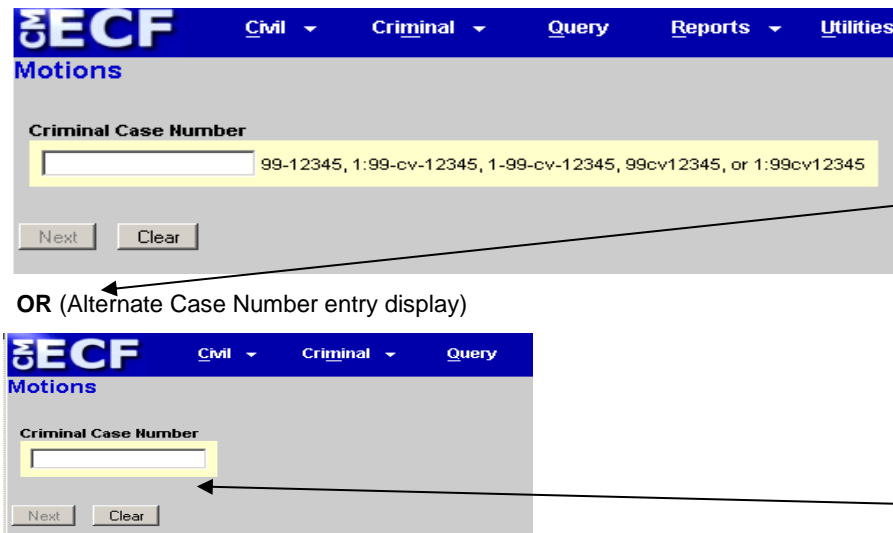 CM ECF Civil Criminal Query Reports Utilities
Motions
Criminal Case Number
99-12345, 1:99-cv-12345, 1-99-cv-12345, 99cv12345, or 1:99cv12345
Next Clear
OR (Alternate Case Number entry display)
CM ECF Civil Criminal Query
Motions
Criminal Case Number
Next Clear